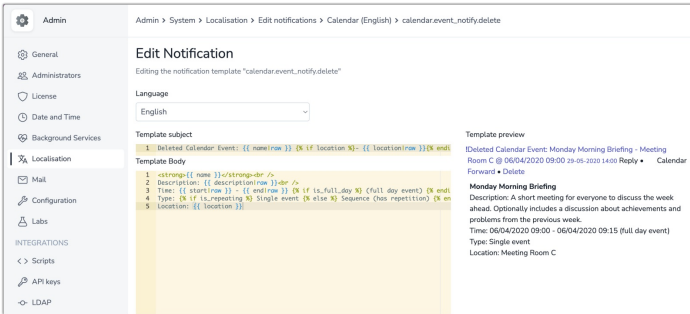 Admin
Admin > System > Localisation > Edit notifications > Calendar (English) > calendar.event_notify.delete
General
Administrators
License
Date and Time
Background Services
Localisation
Mail
Configuration
Labs
INTEGRATIONS
Scripts
API keys
LDAP
Edit Notification
Editing the notification template "calendar.event_notify.delete"
Language
English
Template subject
1 Deleted Calendar Event: {{ name|raw }} {% if location %}- {{ location|raw }}{% endi
Template Body
1 <strong>{{ name }}</strong><br />
2 Description: {{ description|raw }}<br />
3 Time: {{ start|raw }} - {{ end|raw }} {% if is_full_day %} (full day event) {% endi
4 Type: {% if is_repeating %} Single event {% else %} Sequence (has repetition) {% en
5 Location: {{ location }}
Template preview
Deleted Calendar Event: Monday Morning Briefing - Meeting
Room C @ 06/04/2020 09:00 29-05-2020 14:00 Reply • Calendar
Forward • Delete
Monday Morning Briefing
Description: A short meeting for everyone to discuss the week
ahead. Optionally includes a discussion about achievements and
problems from the previous week.
Time: 06/04/2020 09:00 - 06/04/2020 09:15 (full day event)
Type: Single event
Location: Meeting Room C